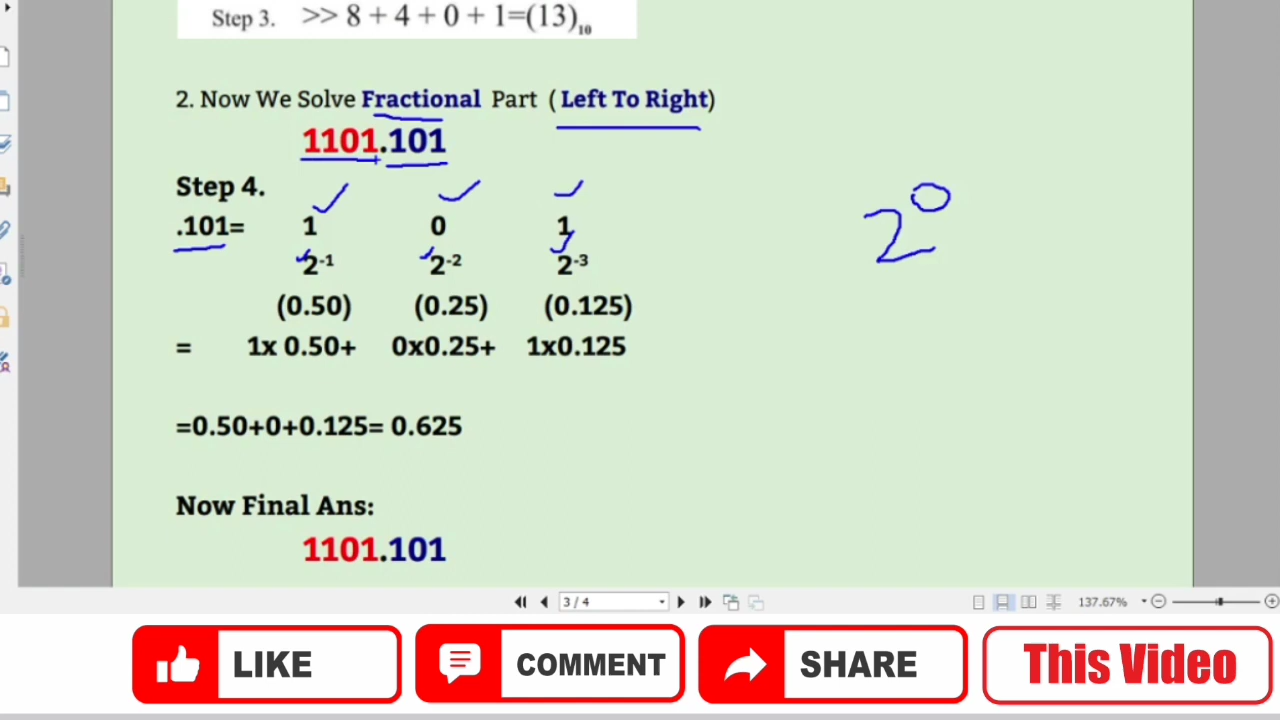 Step 3. >> 8 + 4 + 0 + 1=(13)₁₀
2. Now We Solve Fractional Part ( Left To Right)
1101.101
Step 4.
.101= 1 0 1
2⁻¹ 2⁻² 2⁻³
(0.50) (0.25) (0.125)
= 1x 0.50+ 0x0.25+ 1x0.125
=0.50+0+0.125= 0.625
Now Final Ans:
1101.101
2⁰
3 / 4
137.67%
LIKE
COMMENT
SHARE
This Video